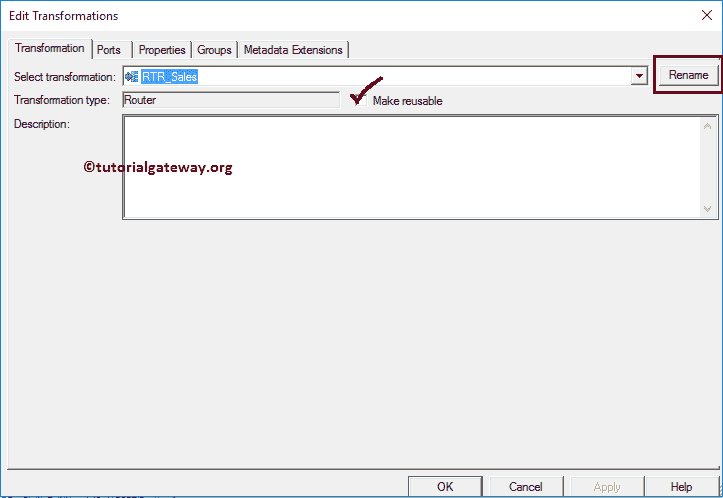 Edit Transformations
Transformation Ports Properties Groups Metadata Extensions
Select transformation: RTR_Sales Rename
Transformation type: Router Make reusable
Description:
©tutorialgateway.org
OK Cancel Apply Help